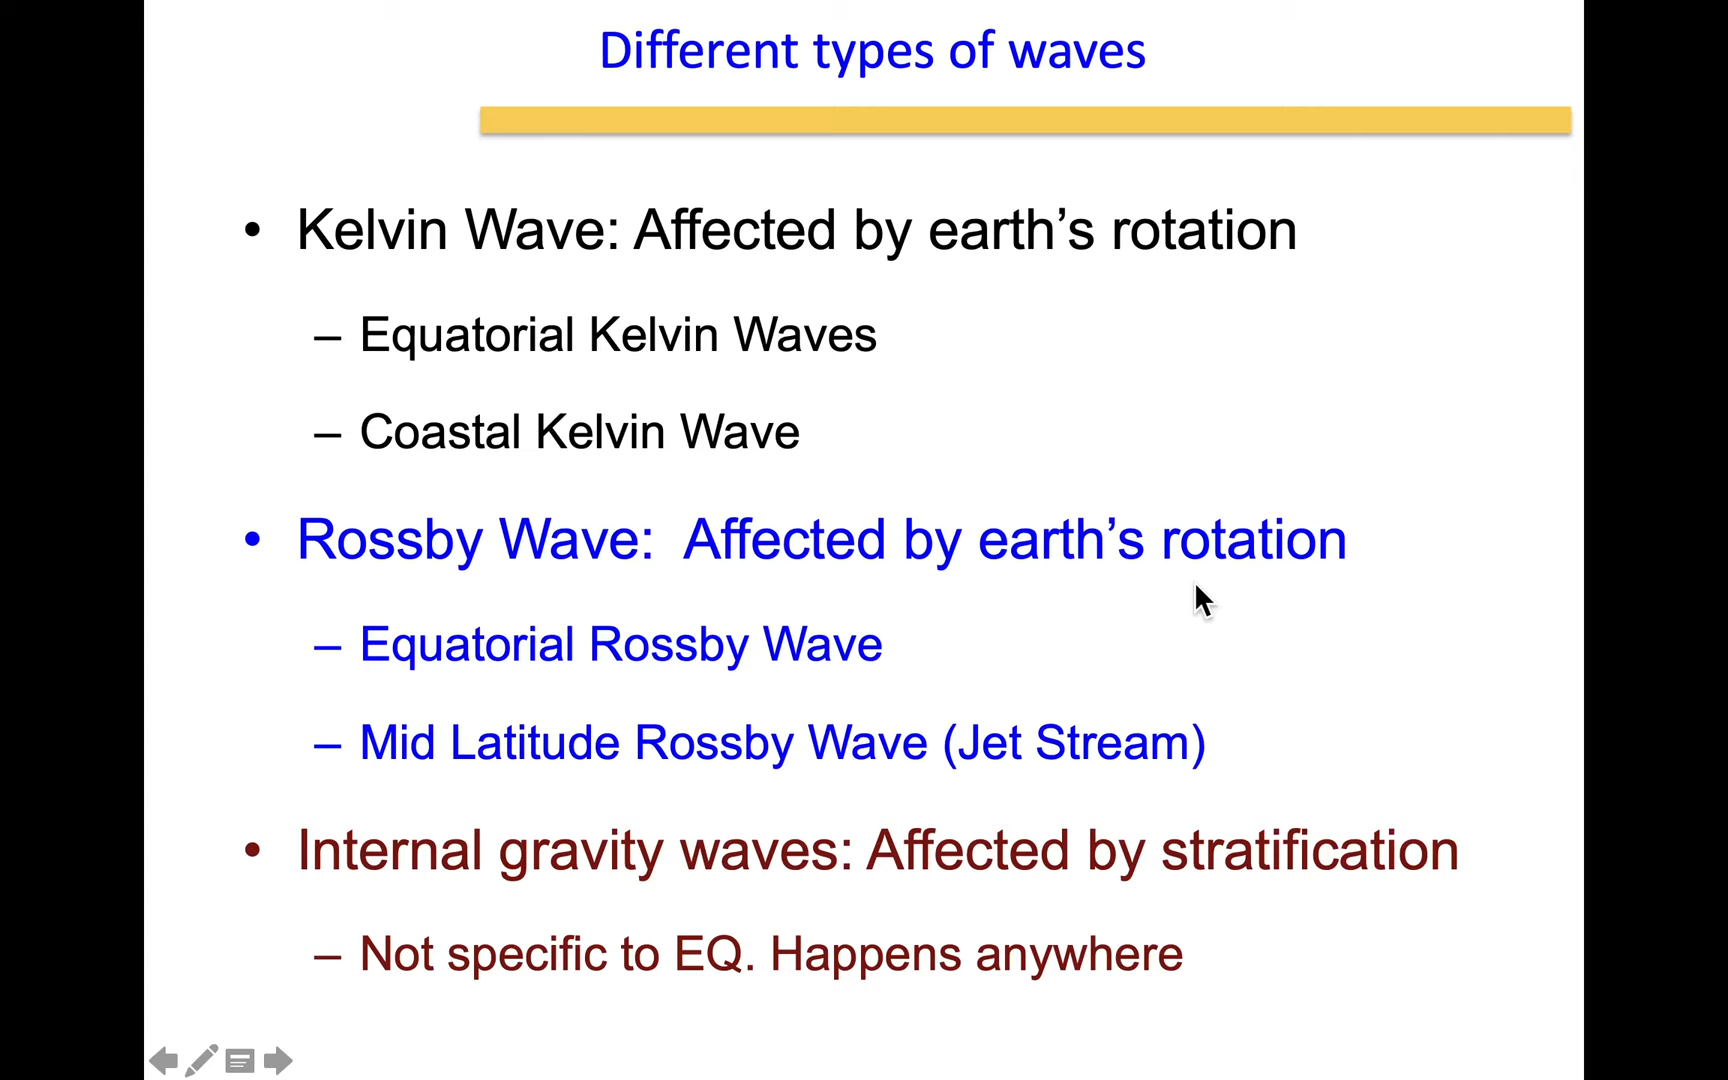 Different types of waves
• Kelvin Wave: Affected by earth’s rotation
– Equatorial Kelvin Waves
– Coastal Kelvin Wave
• Rossby Wave:  Affected by earth’s rotation
– Equatorial Rossby Wave
– Mid Latitude Rossby Wave (Jet Stream)
• Internal gravity waves: Affected by stratification
– Not specific to EQ. Happens anywhere